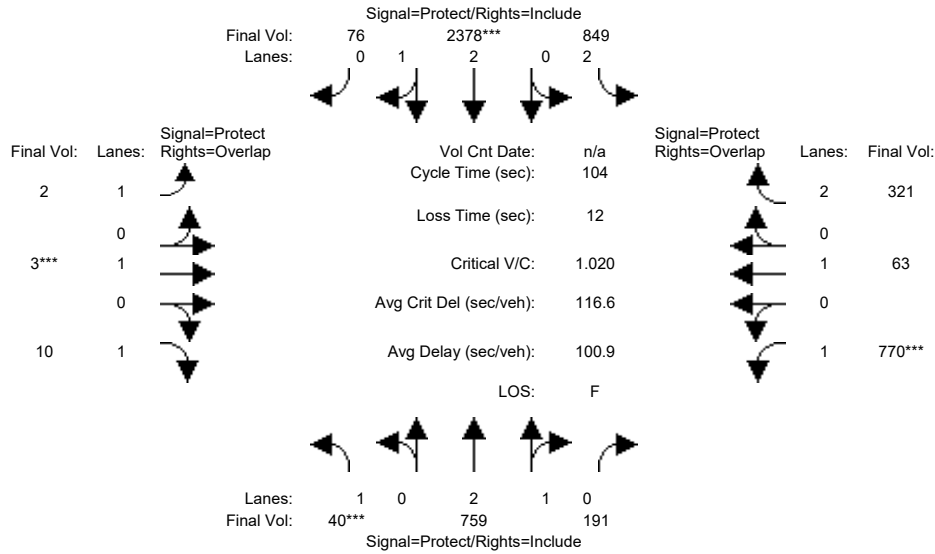 Signal=Protect/Rights=Include
Final Vol: 76 2378*** 849
Lanes: 0 1 2 0 2
Signal=Protect
Final Vol: Lanes: Rights=Overlap
Vol Cnt Date: n/a
Signal=Protect
Rights=Overlap Lanes: Final Vol:
Cycle Time (sec): 104
2 1
2 321
Loss Time (sec): 12
0
0
3*** 1
Critical V/C: 1.020
1 63
0
Avg Crit Del (sec/veh): 116.6
0
10 1
Avg Delay (sec/veh): 100.9
1 770***
LOS: F
Lanes: 1 0 2 1 0
Final Vol: 40*** 759 191
Signal=Protect/Rights=Include